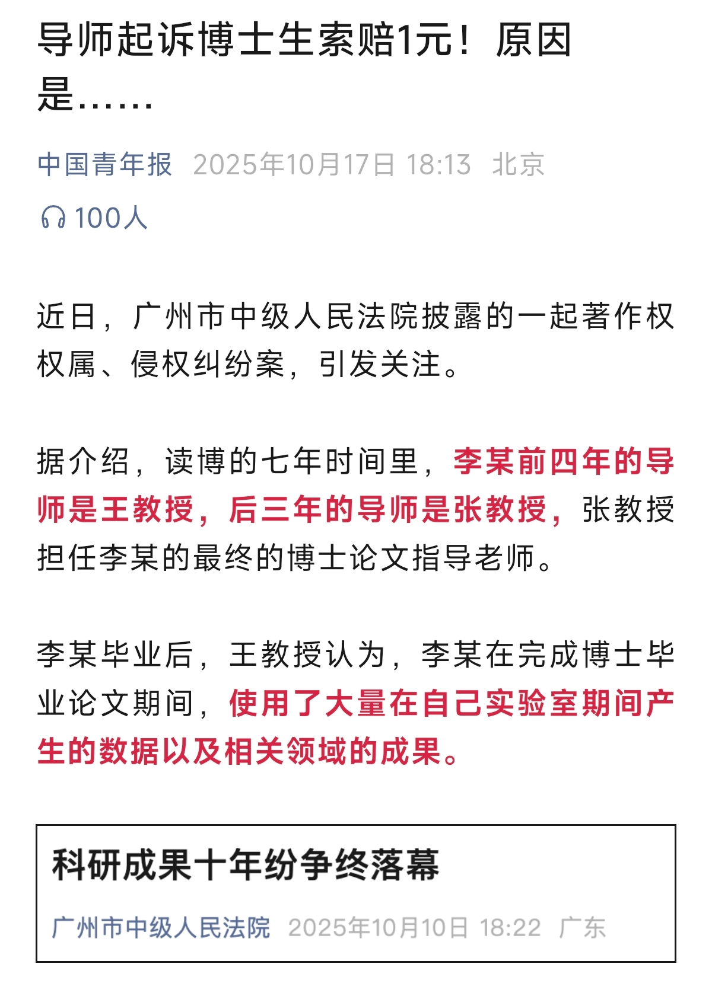 导师起诉博士生索赔1元！原因
是……
中国青年报 2025年10月17日 18:13 北京
100人
近日，广州市中级人民法院披露的一起著作权
权属、侵权纠纷案，引发关注。
据介绍，读博的七年时间里，李某前四年的导
师是王教授，后三年的导师是张教授，张教授
担任李某的最终的博士论文指导老师。
李某毕业后，王教授认为，李某在完成博士毕
业论文期间，使用了大量在自己实验室期间产
生的数据以及相关领域的成果。
科研成果十年纷争终落幕
广州市中级人民法院 2025年10月10日 18:22 广东